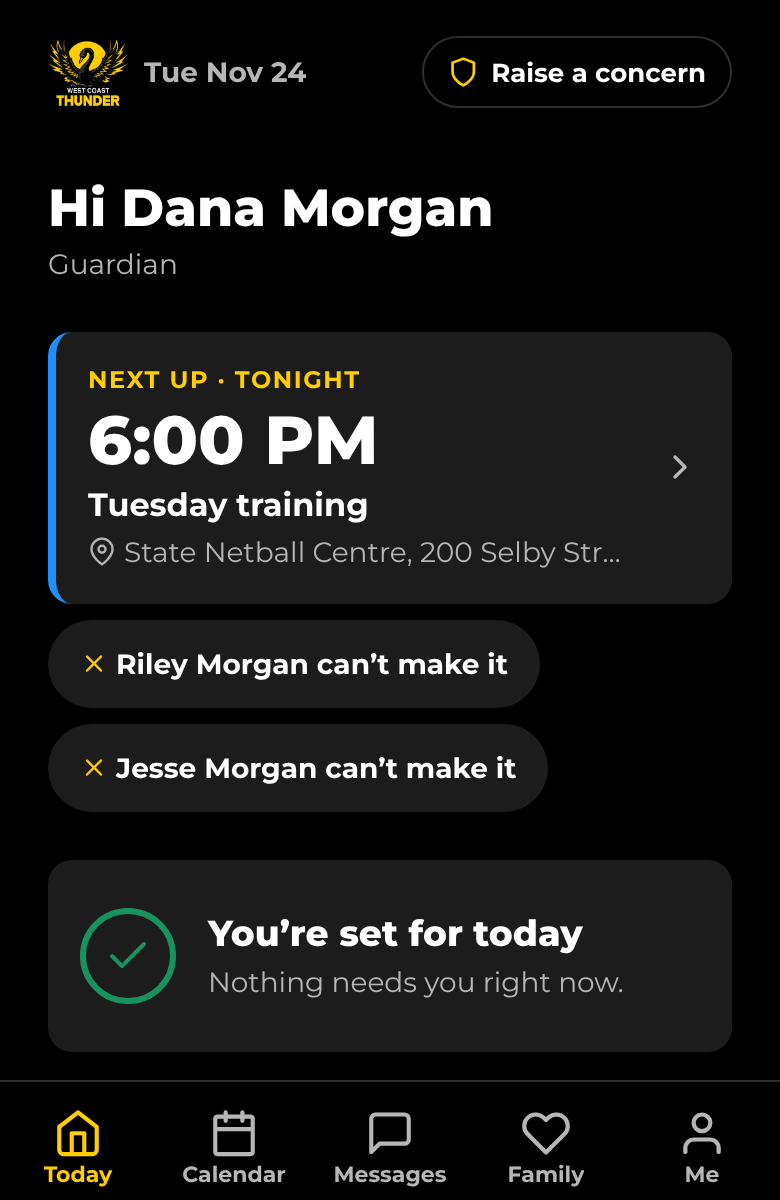 WEST COAST
THUNDER
Tue Nov 24
Raise a concern
Hi Dana Morgan
Guardian
NEXT UP · TONIGHT
6:00 PM
Tuesday training
State Netball Centre, 200 Selby Str...
Riley Morgan can’t make it
Jesse Morgan can’t make it
You’re set for today
Nothing needs you right now.
Today
Calendar
Messages
Family
Me